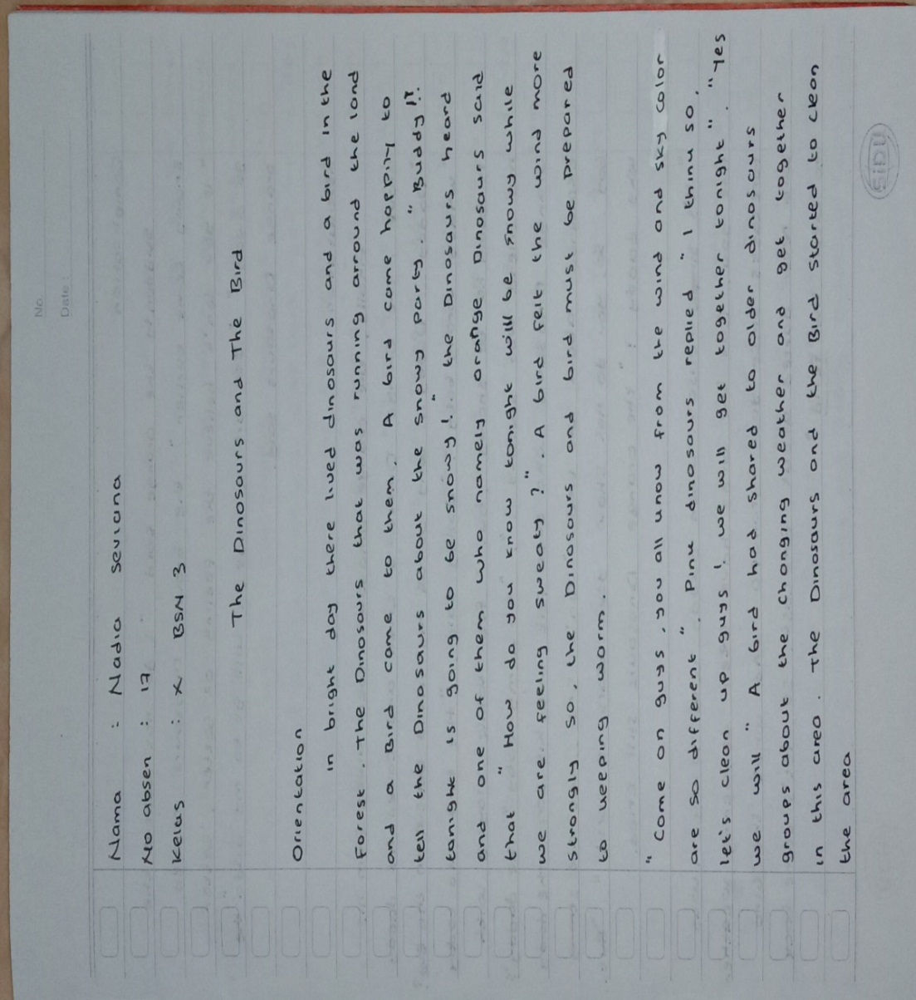 No.
Date :
Nama : Nadia seviana
No absen : 17
Kelas : X BSN 3
The Dinosours and The Bird
Orientation
in bright day there lived dinosours and a bird in the
Forest. The Dinosours that was running arround the land
and a Bird come to them. A bird come happily to
tell the Dinosaurs about the snowy party. "Buddy!!
tonight is going to be snowy!." the Dinosaurs heard
and one of them who namely orange Dinosaurs said
that "How do you know tonight will be snowy while
we are feeling sweaty?". A bird felt the wind more
strongly so, the Dinosours and bird must be prepared
to keeping worm.
"Come on guys, you all know from the wind and sky color
are so different". Pink dinosours replied "I think so,
let's clean up guys! we will get together tonight". "Yes
we will" A bird had shared to older dinosours
groups about the changing weather and get together
in this area. The Dinosaurs and the Bird started to clean
the area
SiDU